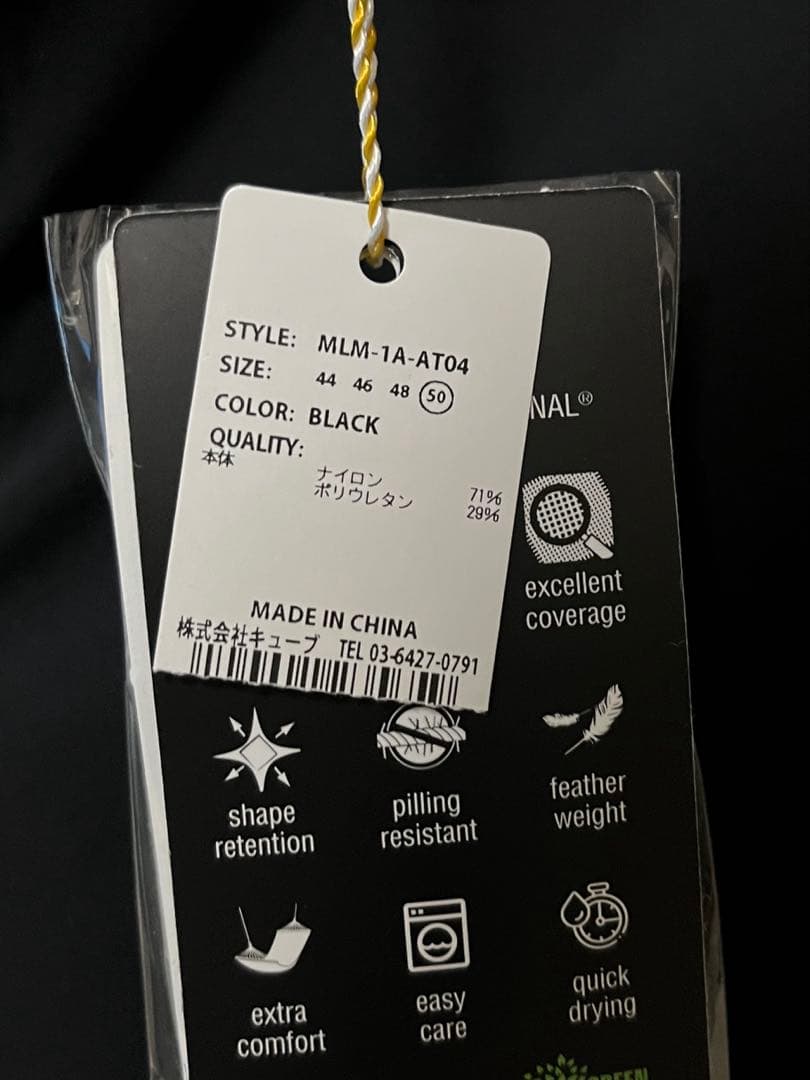 STYLE: MLM-1A-AT04
SIZE: 44 46 48 50
COLOR: BLACK
QUALITY:
本体
ナイロン 71%
ポリウレタン 29%
MADE IN CHINA
株式会社キューブ TEL 03-6427-0791
NAL®
excellent
coverage
shape
retention
pilling
resistant
feather
weight
extra
comfort
easy
care
quick
drying